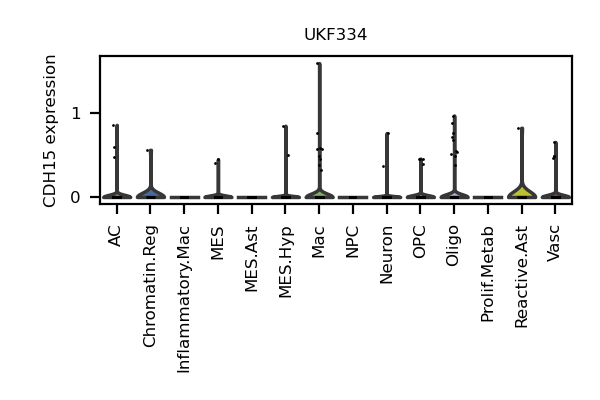 UKF334
CDH15 expression
1
0
AC
Chromatin.Reg
Inflammatory.Mac
MES
MES.Ast
MES.Hyp
Mac
NPC
Neuron
OPC
Oligo
Prolif.Metab
Reactive.Ast
Vasc